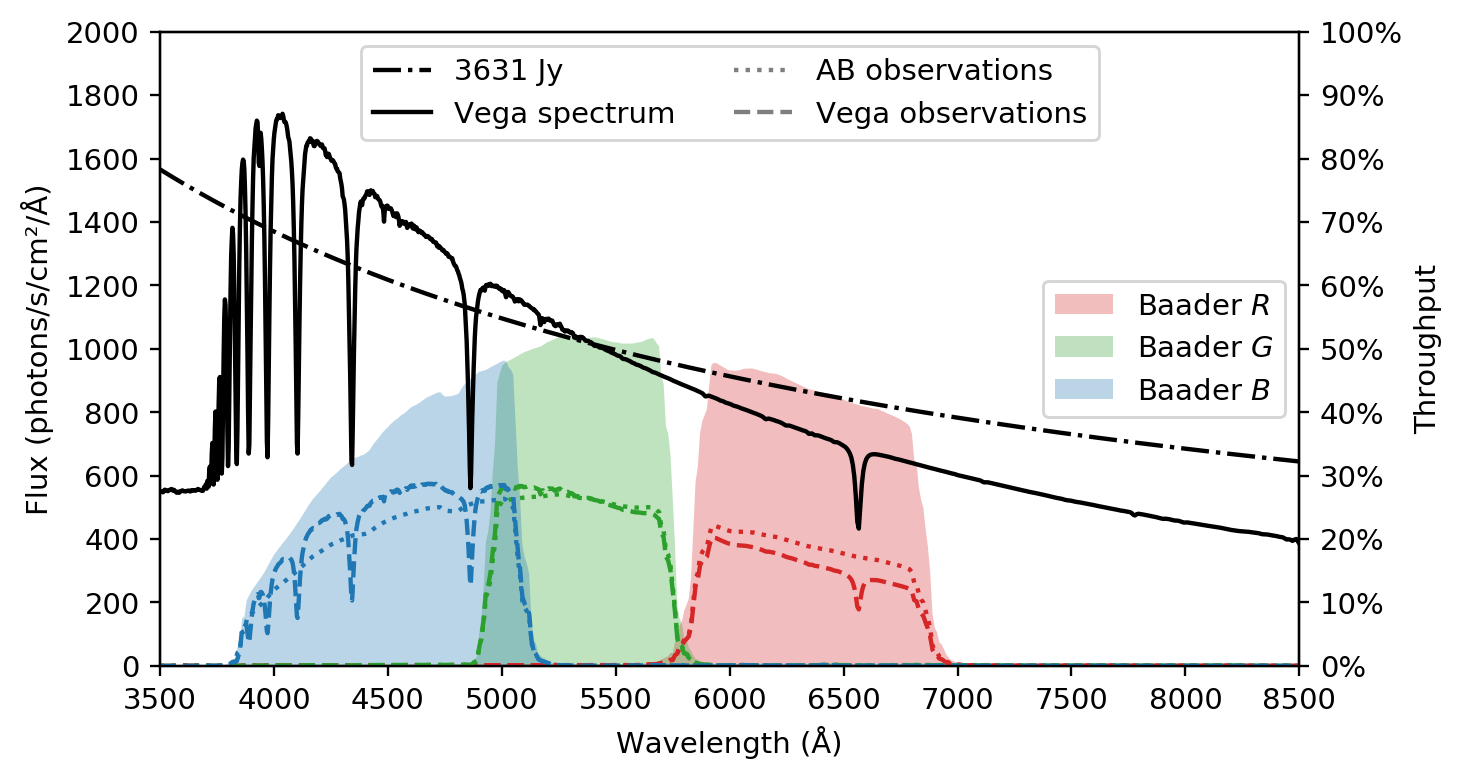 2000
1800
1600
1400
1200
1000
800
600
400
200
0
Flux (photons/s/cm²/Å)
3631 Jy
Vega spectrum
AB observations
Vega observations
Baader R
Baader G
Baader B
100%
90%
80%
70%
60%
50%
40%
30%
20%
10%
0%
Throughput
3500 4000 4500 5000 5500 6000 6500 7000 7500 8000 8500
Wavelength (Å)